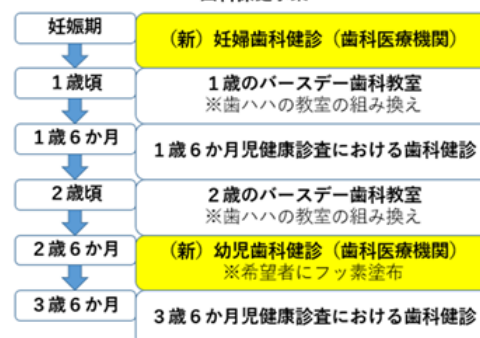 妊娠期
（新）妊婦歯科健診（歯科医療機関）
１歳頃
１歳のバースデー歯科教室
※歯ハハの教室の組み換え
１歳６か月
１歳６か月児健康診査における歯科健診
２歳頃
２歳のバースデー歯科教室
※歯ハハの教室の組み換え
２歳６か月
（新）幼児歯科健診（歯科医療機関）
※希望者にフッ素塗布
３歳６か月
３歳６か月児健康診査における歯科健診